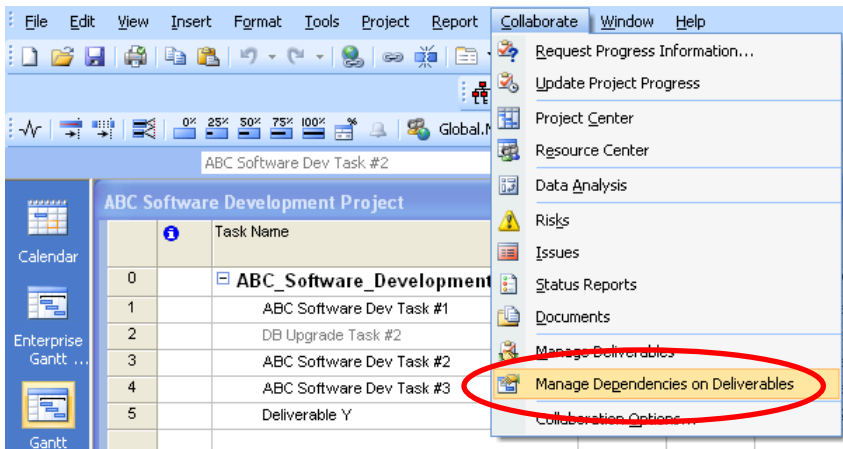 File Edit View Insert Format Tools Project Report Collaborate Window Help
0% 25% 50% 75% 100%
ABC Software Dev Task #2
ABC Software Development Project
Task Name
0 ABC_Software_Development
1 ABC Software Dev Task #1
2 DB Upgrade Task #2
3 ABC Software Dev Task #2
4 ABC Software Dev Task #3
5 Deliverable Y
Calendar
Enterprise
Gantt ...
Gantt
Request Progress Information...
Update Project Progress
Project Center
Resource Center
Data Analysis
Risks
Issues
Status Reports
Documents
Manage Deliverables
Manage Dependencies on Deliverables
Collaboration Options...